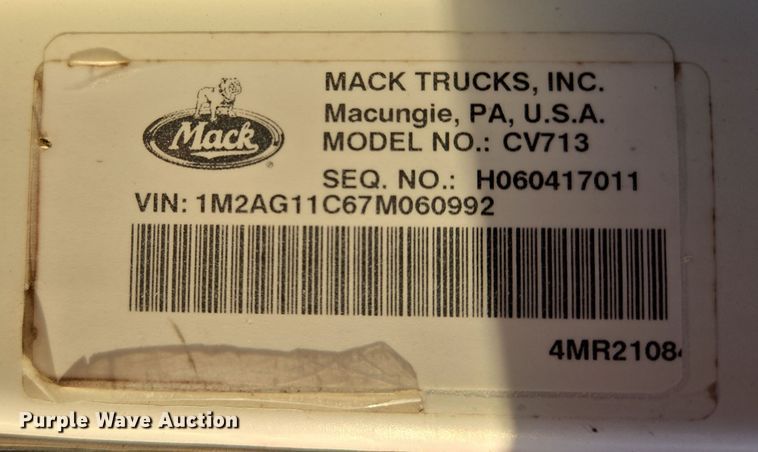 MACK TRUCKS, INC.
Macungie, PA, U.S.A.
Mack
MODEL NO.: CV713
SEQ. NO.: H060417011
VIN: 1M2AG11C67M060992
4MR2108
Purple Wave Auction